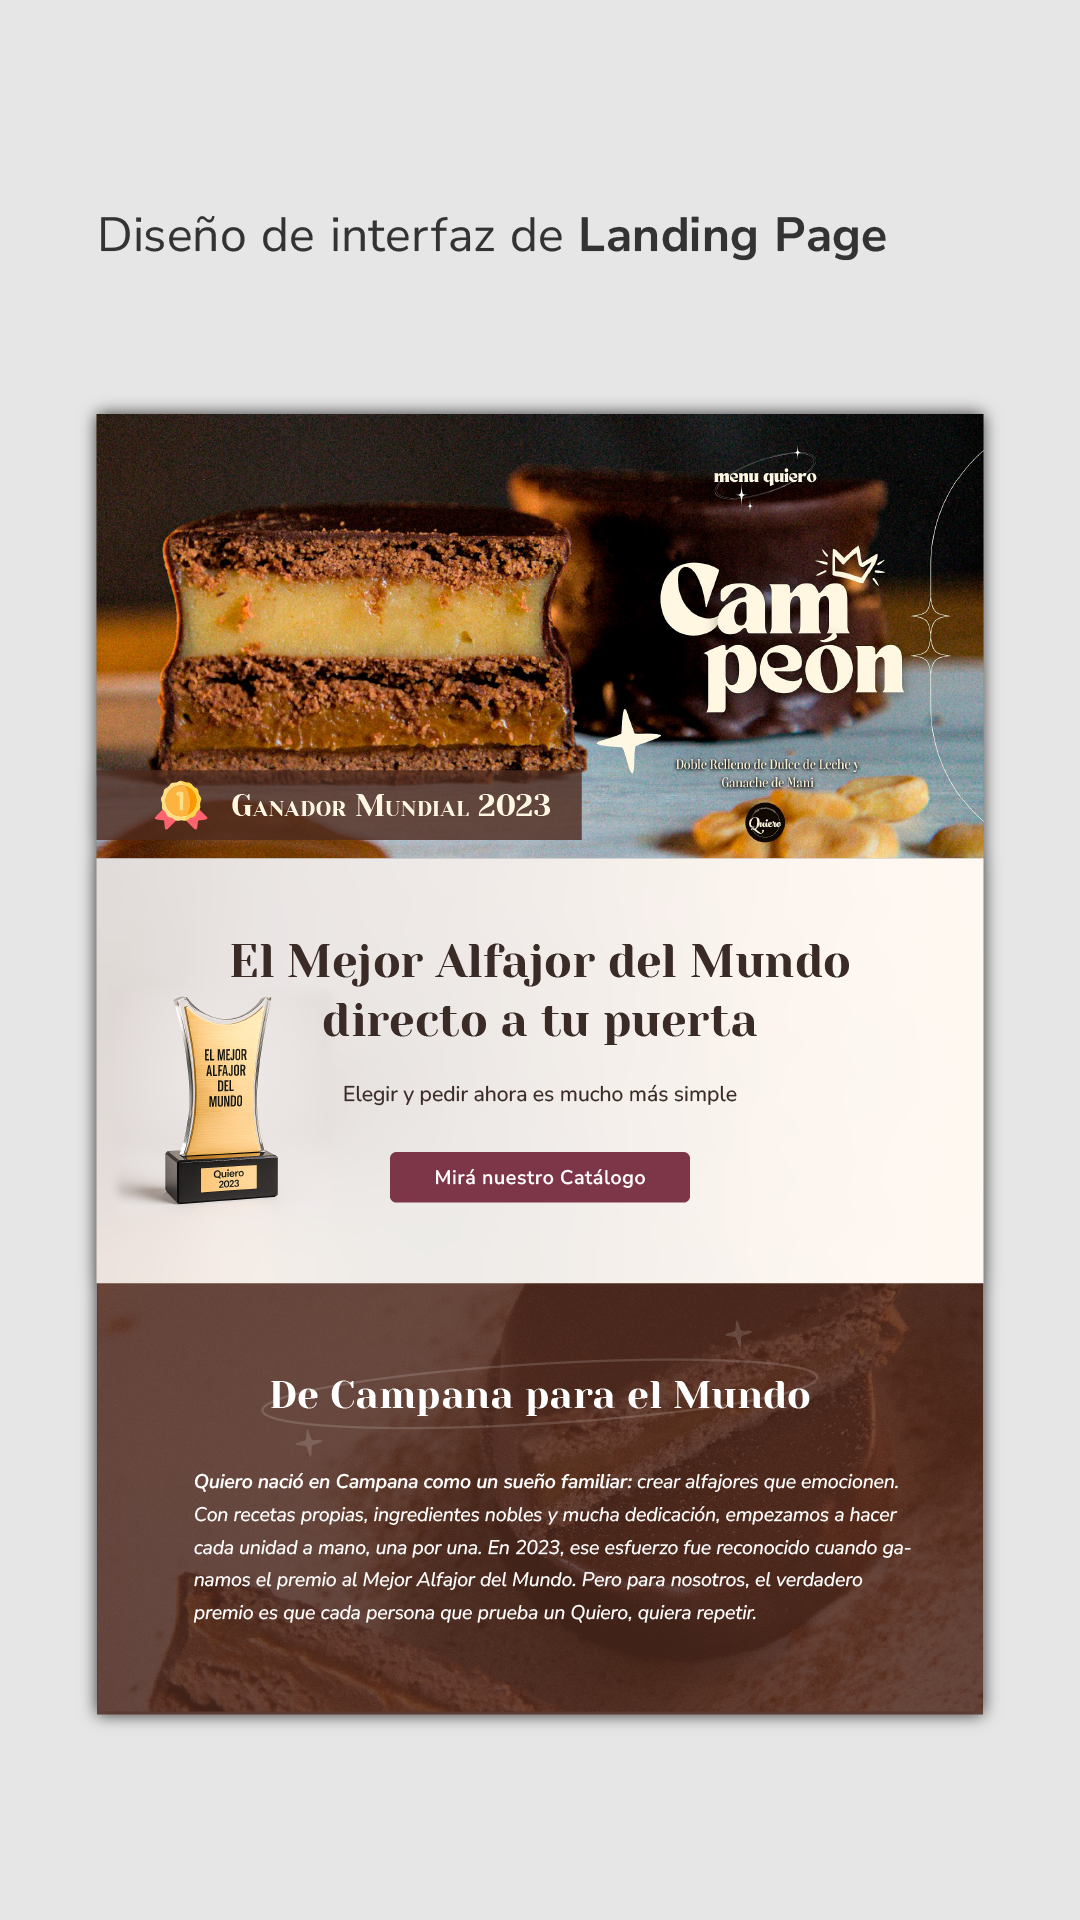 Diseño de interfaz de Landing Page
menu quiero
Cam
peón
Doble Relleno de Dulce de Leche y
Ganache de Mani
Quiero
1
Ganador Mundial 2023
El Mejor Alfajor del Mundo
directo a tu puerta
EL MEJOR
ALFAJOR
DEL
MUNDO
Quiero
2023
Elegir y pedir ahora es mucho más simple
Mirá nuestro Catálogo
De Campana para el Mundo
Quiero nació en Campana como un sueño familiar: crear alfajores que emocionen.
Con recetas propias, ingredientes nobles y mucha dedicación, empezamos a hacer
cada unidad a mano, una por una. En 2023, ese esfuerzo fue reconocido cuando ga-
namos el premio al Mejor Alfajor del Mundo. Pero para nosotros, el verdadero
premio es que cada persona que prueba un Quiero, quiera repetir.